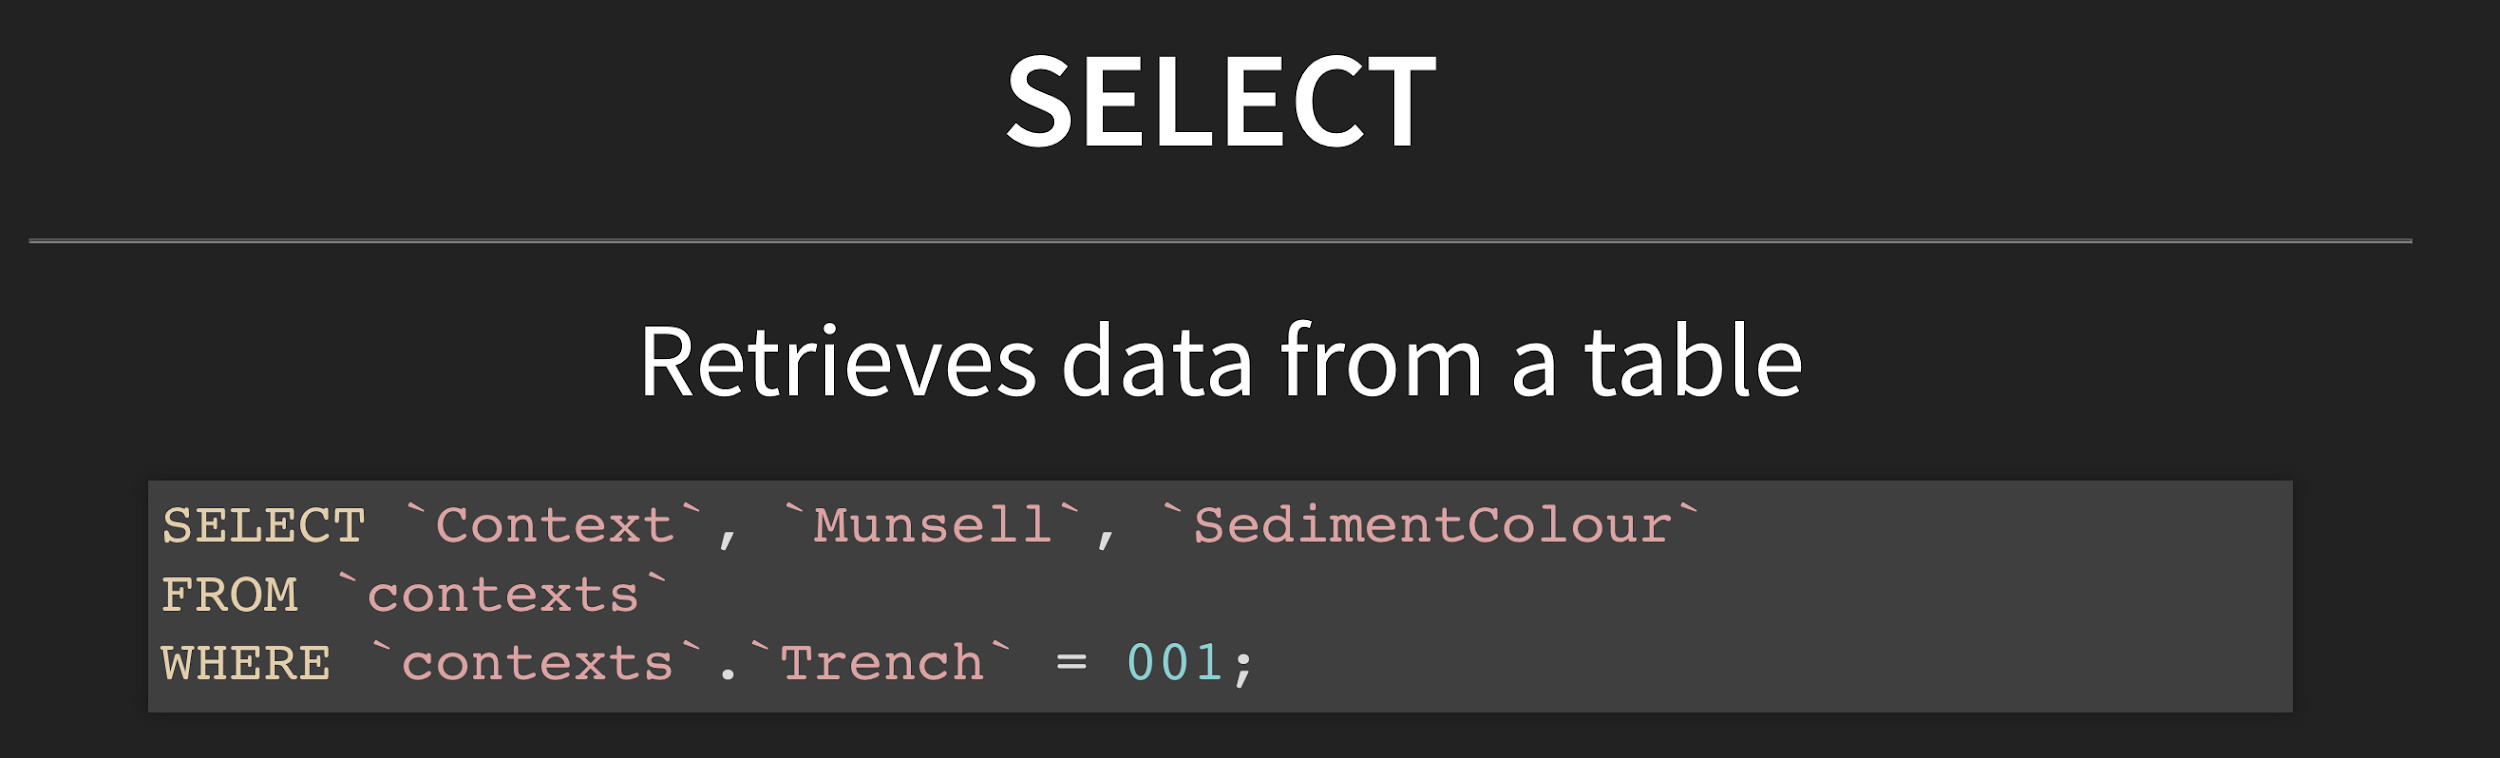 SELECT
Retrieves data from a table
SELECT `Context`, `Munsell`, `SedimentColour`
FROM `contexts`
WHERE `contexts`.`Trench` = 001;